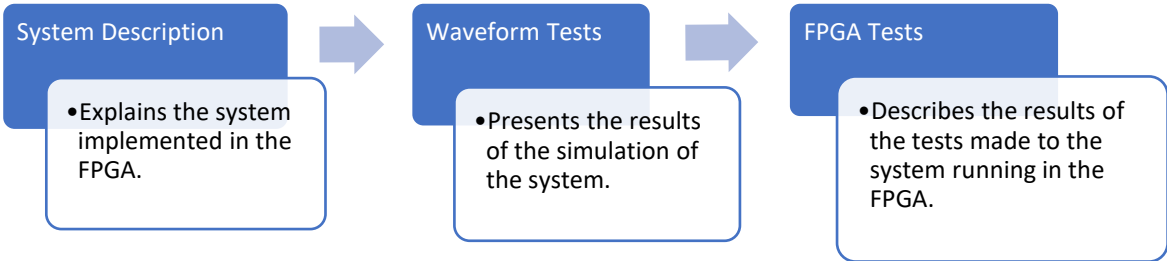 System Description
•Explains the system
implemented in the
FPGA.
Waveform Tests
•Presents the results
of the simulation of
the system.
FPGA Tests
•Describes the results of
the tests made to the
system running in the
FPGA.